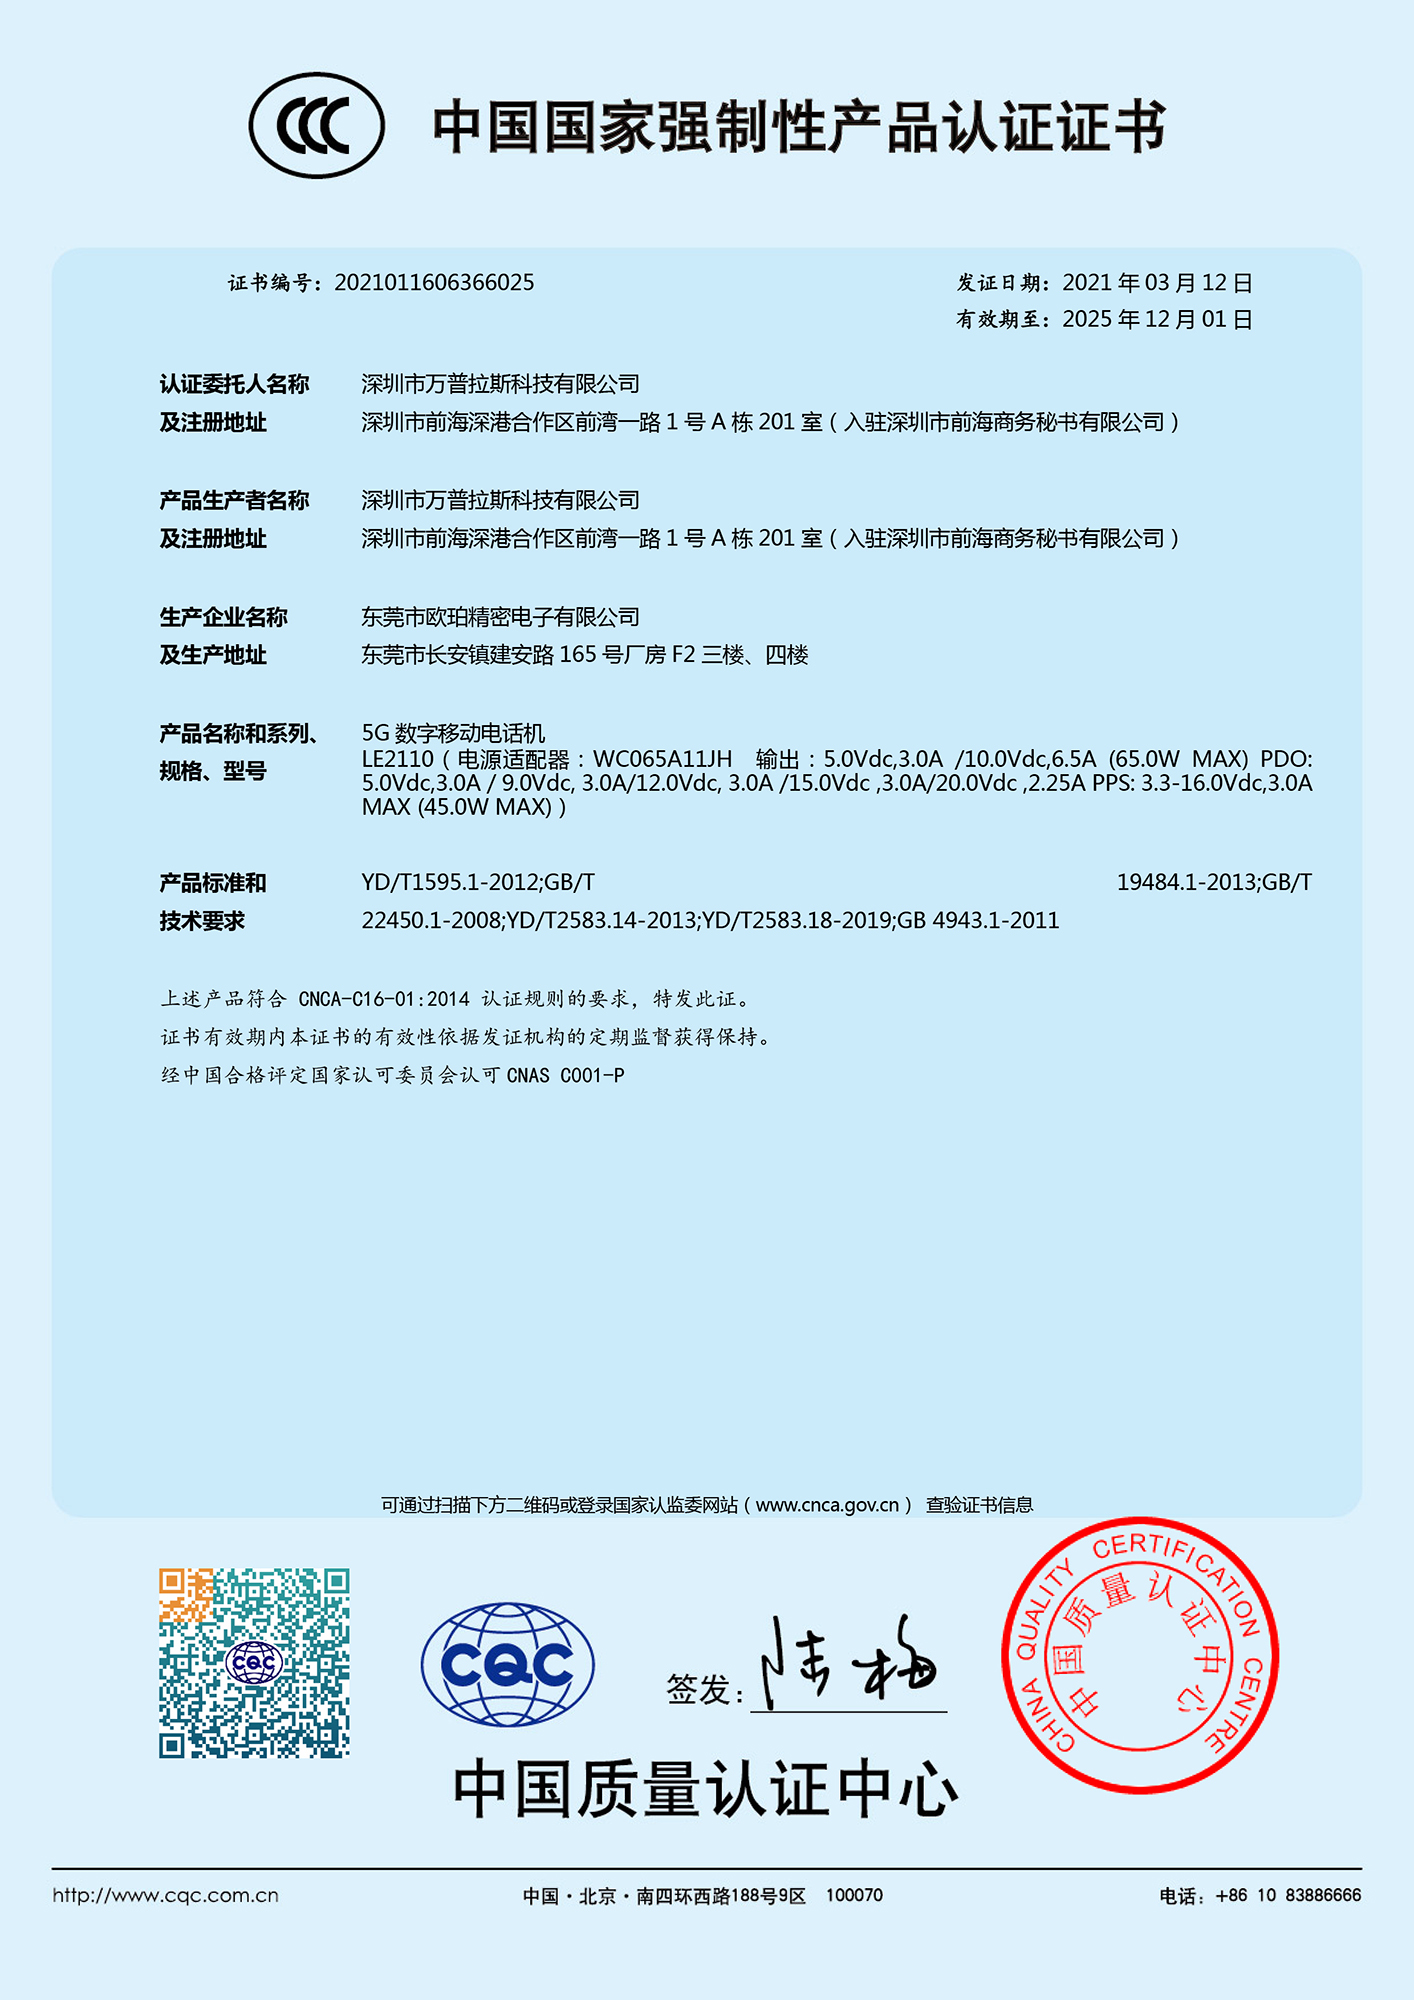 CCC 中国国家强制性产品认证证书
证书编号：2021011606366025
发证日期：2021 年 03 月 12 日
有效期至：2025 年 12 月 01 日
认证委托人名称 深圳市万普拉斯科技有限公司
及注册地址 深圳市前海深港合作区前湾一路 1 号 A 栋 201 室（入驻深圳市前海商务秘书有限公司）
产品生产者名称 深圳市万普拉斯科技有限公司
及注册地址 深圳市前海深港合作区前湾一路 1 号 A 栋 201 室（入驻深圳市前海商务秘书有限公司）
生产企业名称 东莞市欧珀精密电子有限公司
及生产地址 东莞市长安镇建安路 165 号厂房 F2 三楼、四楼
产品名称和系列、
规格、型号
5G 数字移动电话机
LE2110（电源适配器：WC065A11JH 输出：5.0Vdc,3.0A /10.0Vdc,6.5A (65.0W MAX) PDO:
5.0Vdc,3.0A / 9.0Vdc, 3.0A/12.0Vdc, 3.0A /15.0Vdc ,3.0A/20.0Vdc ,2.25A PPS: 3.3-16.0Vdc,3.0A
MAX (45.0W MAX)）
产品标准和 YD/T1595.1-2012;GB/T 19484.1-2013;GB/T
技术要求 22450.1-2008;YD/T2583.14-2013;YD/T2583.18-2019;GB 4943.1-2011
上述产品符合 CNCA-C16-01:2014 认证规则的要求，特发此证。
证书有效期内本证书的有效性依据发证机构的定期监督获得保持。
经中国合格评定国家认可委员会认可 CNAS C001-P
可通过扫描下方二维码或登录国家认监委网站（www.cnca.gov.cn） 查验证书信息
CQC
CQC
签发：陆梅
CHINA QUALITY CERTIFICATION CENTRE
中国质量认证中心
中国质量认证中心
http://www.cqc.com.cn
中国·北京·南四环西路188号9区 100070
电话：+86 10 83886666